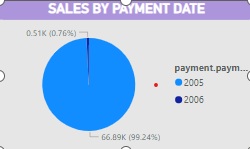 SALES BY PAYMENT DATE
0.51K (0.76%)
payment.paym...
2005
2006
66.89K (99.24%)